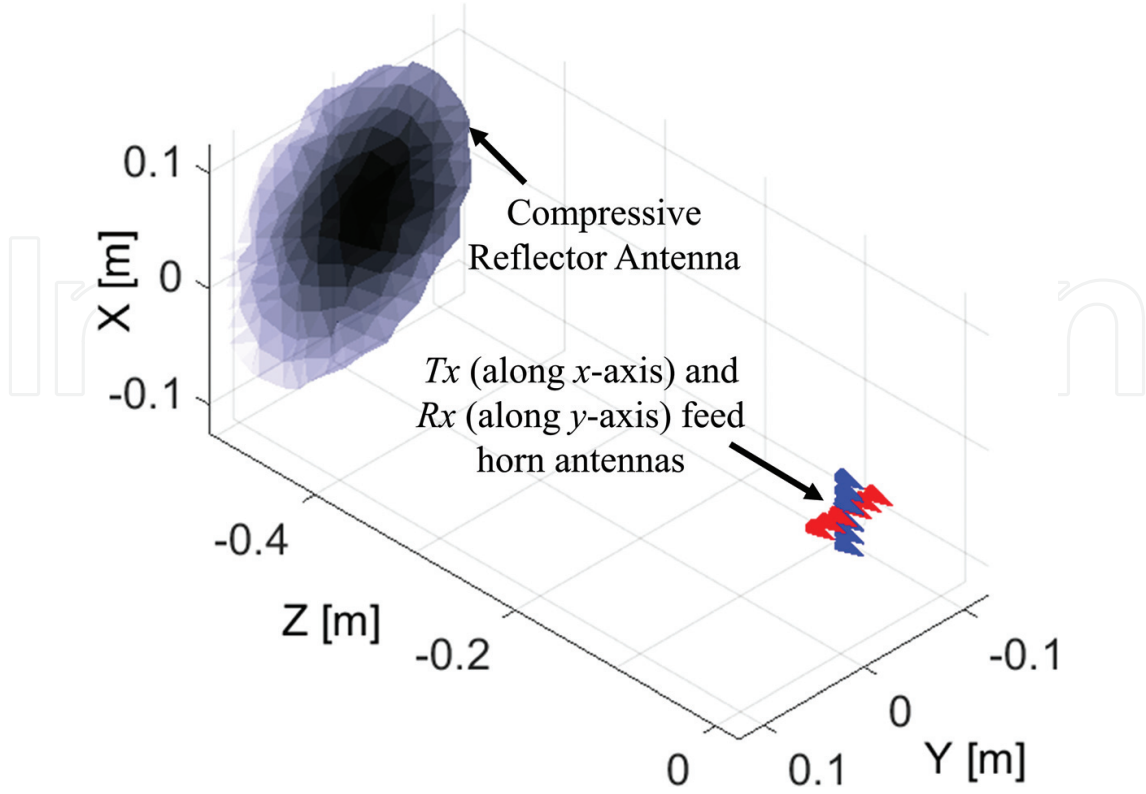 0.1
Compressive
Reflector Antenna
X [m]
0
Tx (along x-axis) and
Rx (along y-axis) feed
horn antennas
-0.1
-0.4
Z [m]
-0.2
-0.1
0
Y [m]
0
0.1